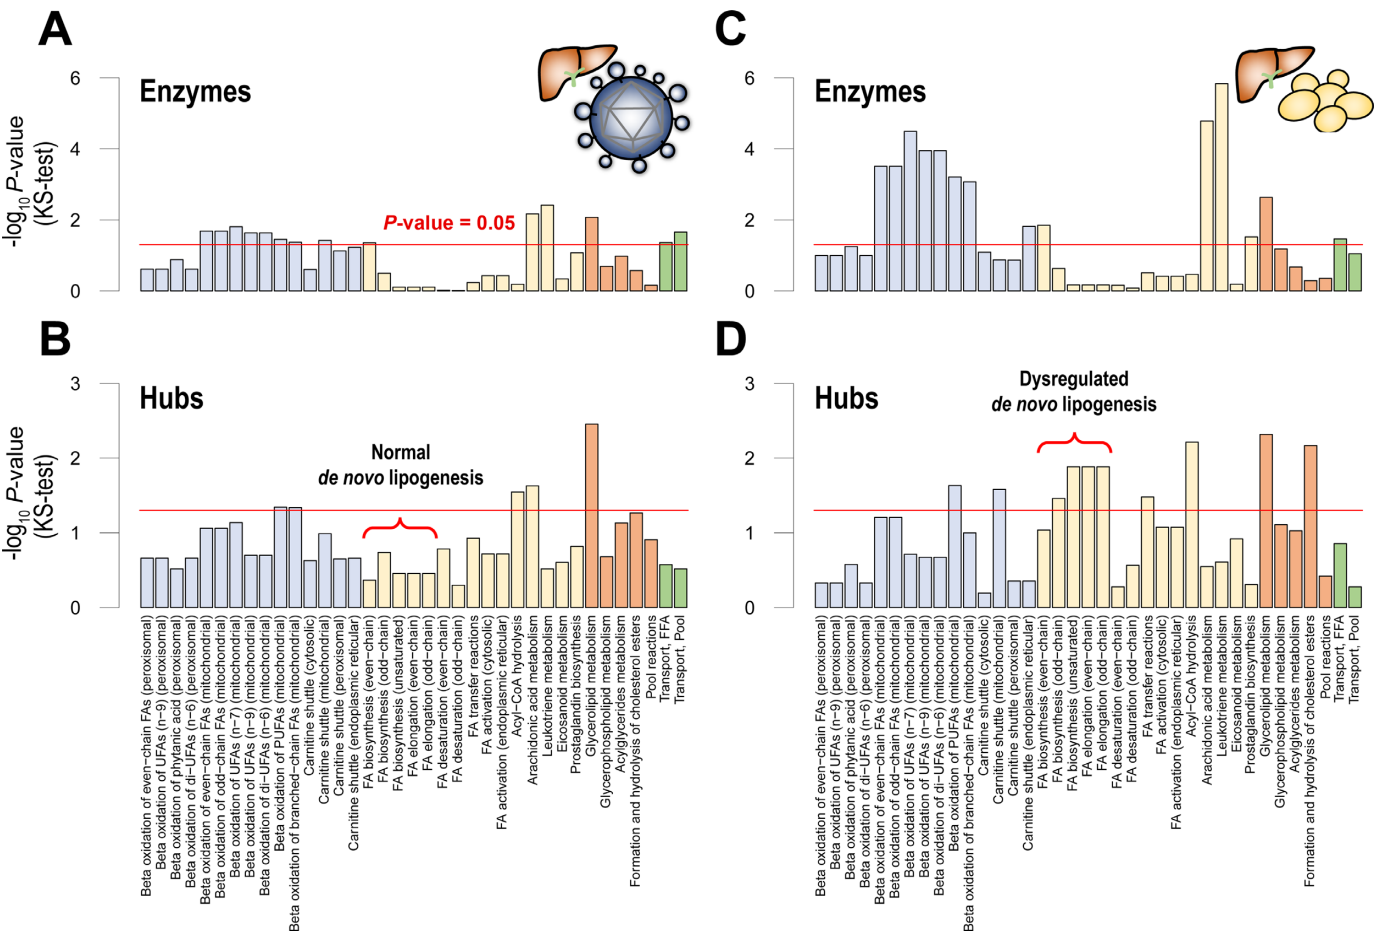 A
Enzymes
-log10 P-value
(KS-test)
6
4
2
0
P-value = 0.05
C
Enzymes
6
4
2
0
B
Hubs
-log10 P-value
(KS-test)
3
2
1
0
Normal
de novo lipogenesis
D
Hubs
3
2
1
0
Dysregulated
de novo lipogenesis
Beta oxidation of even−chain FAs (peroxisomal)
Beta oxidation of UFAs (n−9) (peroxisomal)
Beta oxidation of phytanic acid (peroxisomal)
Beta oxidation of di−UFAs (n−6) (peroxisomal)
Beta oxidation of even−chain FAs (mitochondrial)
Beta oxidation of odd−chain FAs (mitochondrial)
Beta oxidation of UFAs (n−7) (mitochondrial)
Beta oxidation of UFAs (n−9) (mitochondrial)
Beta oxidation of di−UFAs (n−6) (mitochondrial)
Beta oxidation of PUFAs (mitochondrial)
Beta oxidation of branched−chain FAs (mitochondrial)
Carnitine shuttle (cytosolic)
Carnitine shuttle (mitochondrial)
Carnitine shuttle (peroxisomal)
Carnitine shuttle (endoplasmic reticular)
FA biosynthesis (even−chain)
FA biosynthesis (odd−chain)
FA biosynthesis (unsaturated)
FA elongation (even−chain)
FA elongation (odd−chain)
FA desaturation (even−chain)
FA desaturation (odd−chain)
FA transfer reactions
FA activation (cytosolic)
FA activation (endoplasmic reticular)
Acyl−CoA hydrolysis
Arachidonic acid metabolism
Leukotriene metabolism
Eicosanoid metabolism
Prostaglandin biosynthesis
Glycerolipid metabolism
Glycerophospholipid metabolism
Acylglycerides metabolism
Formation and hydrolysis of cholesterol esters
Pool reactions
Transport, FFA
Transport, Pool
Beta oxidation of even−chain FAs (peroxisomal)
Beta oxidation of UFAs (n−9) (peroxisomal)
Beta oxidation of phytanic acid (peroxisomal)
Beta oxidation of di−UFAs (n−6) (peroxisomal)
Beta oxidation of even−chain FAs (mitochondrial)
Beta oxidation of odd−chain FAs (mitochondrial)
Beta oxidation of UFAs (n−7) (mitochondrial)
Beta oxidation of UFAs (n−9) (mitochondrial)
Beta oxidation of di−UFAs (n−6) (mitochondrial)
Beta oxidation of PUFAs (mitochondrial)
Beta oxidation of branched−chain FAs (mitochondrial)
Carnitine shuttle (cytosolic)
Carnitine shuttle (mitochondrial)
Carnitine shuttle (peroxisomal)
Carnitine shuttle (endoplasmic reticular)
FA biosynthesis (even−chain)
FA biosynthesis (odd−chain)
FA biosynthesis (unsaturated)
FA elongation (even−chain)
FA elongation (odd−chain)
FA desaturation (even−chain)
FA desaturation (odd−chain)
FA transfer reactions
FA activation (cytosolic)
FA activation (endoplasmic reticular)
Acyl−CoA hydrolysis
Arachidonic acid metabolism
Leukotriene metabolism
Eicosanoid metabolism
Prostaglandin biosynthesis
Glycerolipid metabolism
Glycerophospholipid metabolism
Acylglycerides metabolism
Formation and hydrolysis of cholesterol esters
Pool reactions
Transport, FFA
Transport, Pool